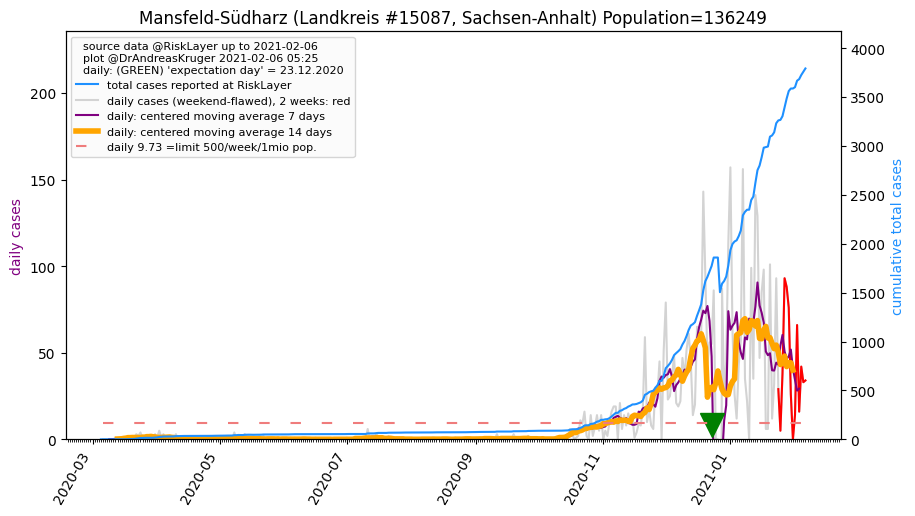 Mansfeld-Südharz (Landkreis #15087, Sachsen-Anhalt) Population=136249
source data @RiskLayer up to 2021-02-06
plot @DrAndreasKruger 2021-02-06 05:25
daily: (GREEN) 'expectation day' = 23.12.2020
total cases reported at RiskLayer
daily cases (weekend-flawed), 2 weeks: red
daily: centered moving average 7 days
daily: centered moving average 14 days
daily 9.73 =limit 500/week/1mio pop.
daily cases
200
150
100
50
0
cumulative total cases
4000
3500
3000
2500
2000
1500
1000
500
0
2020-03
2020-05
2020-07
2020-09
2020-11
2021-01